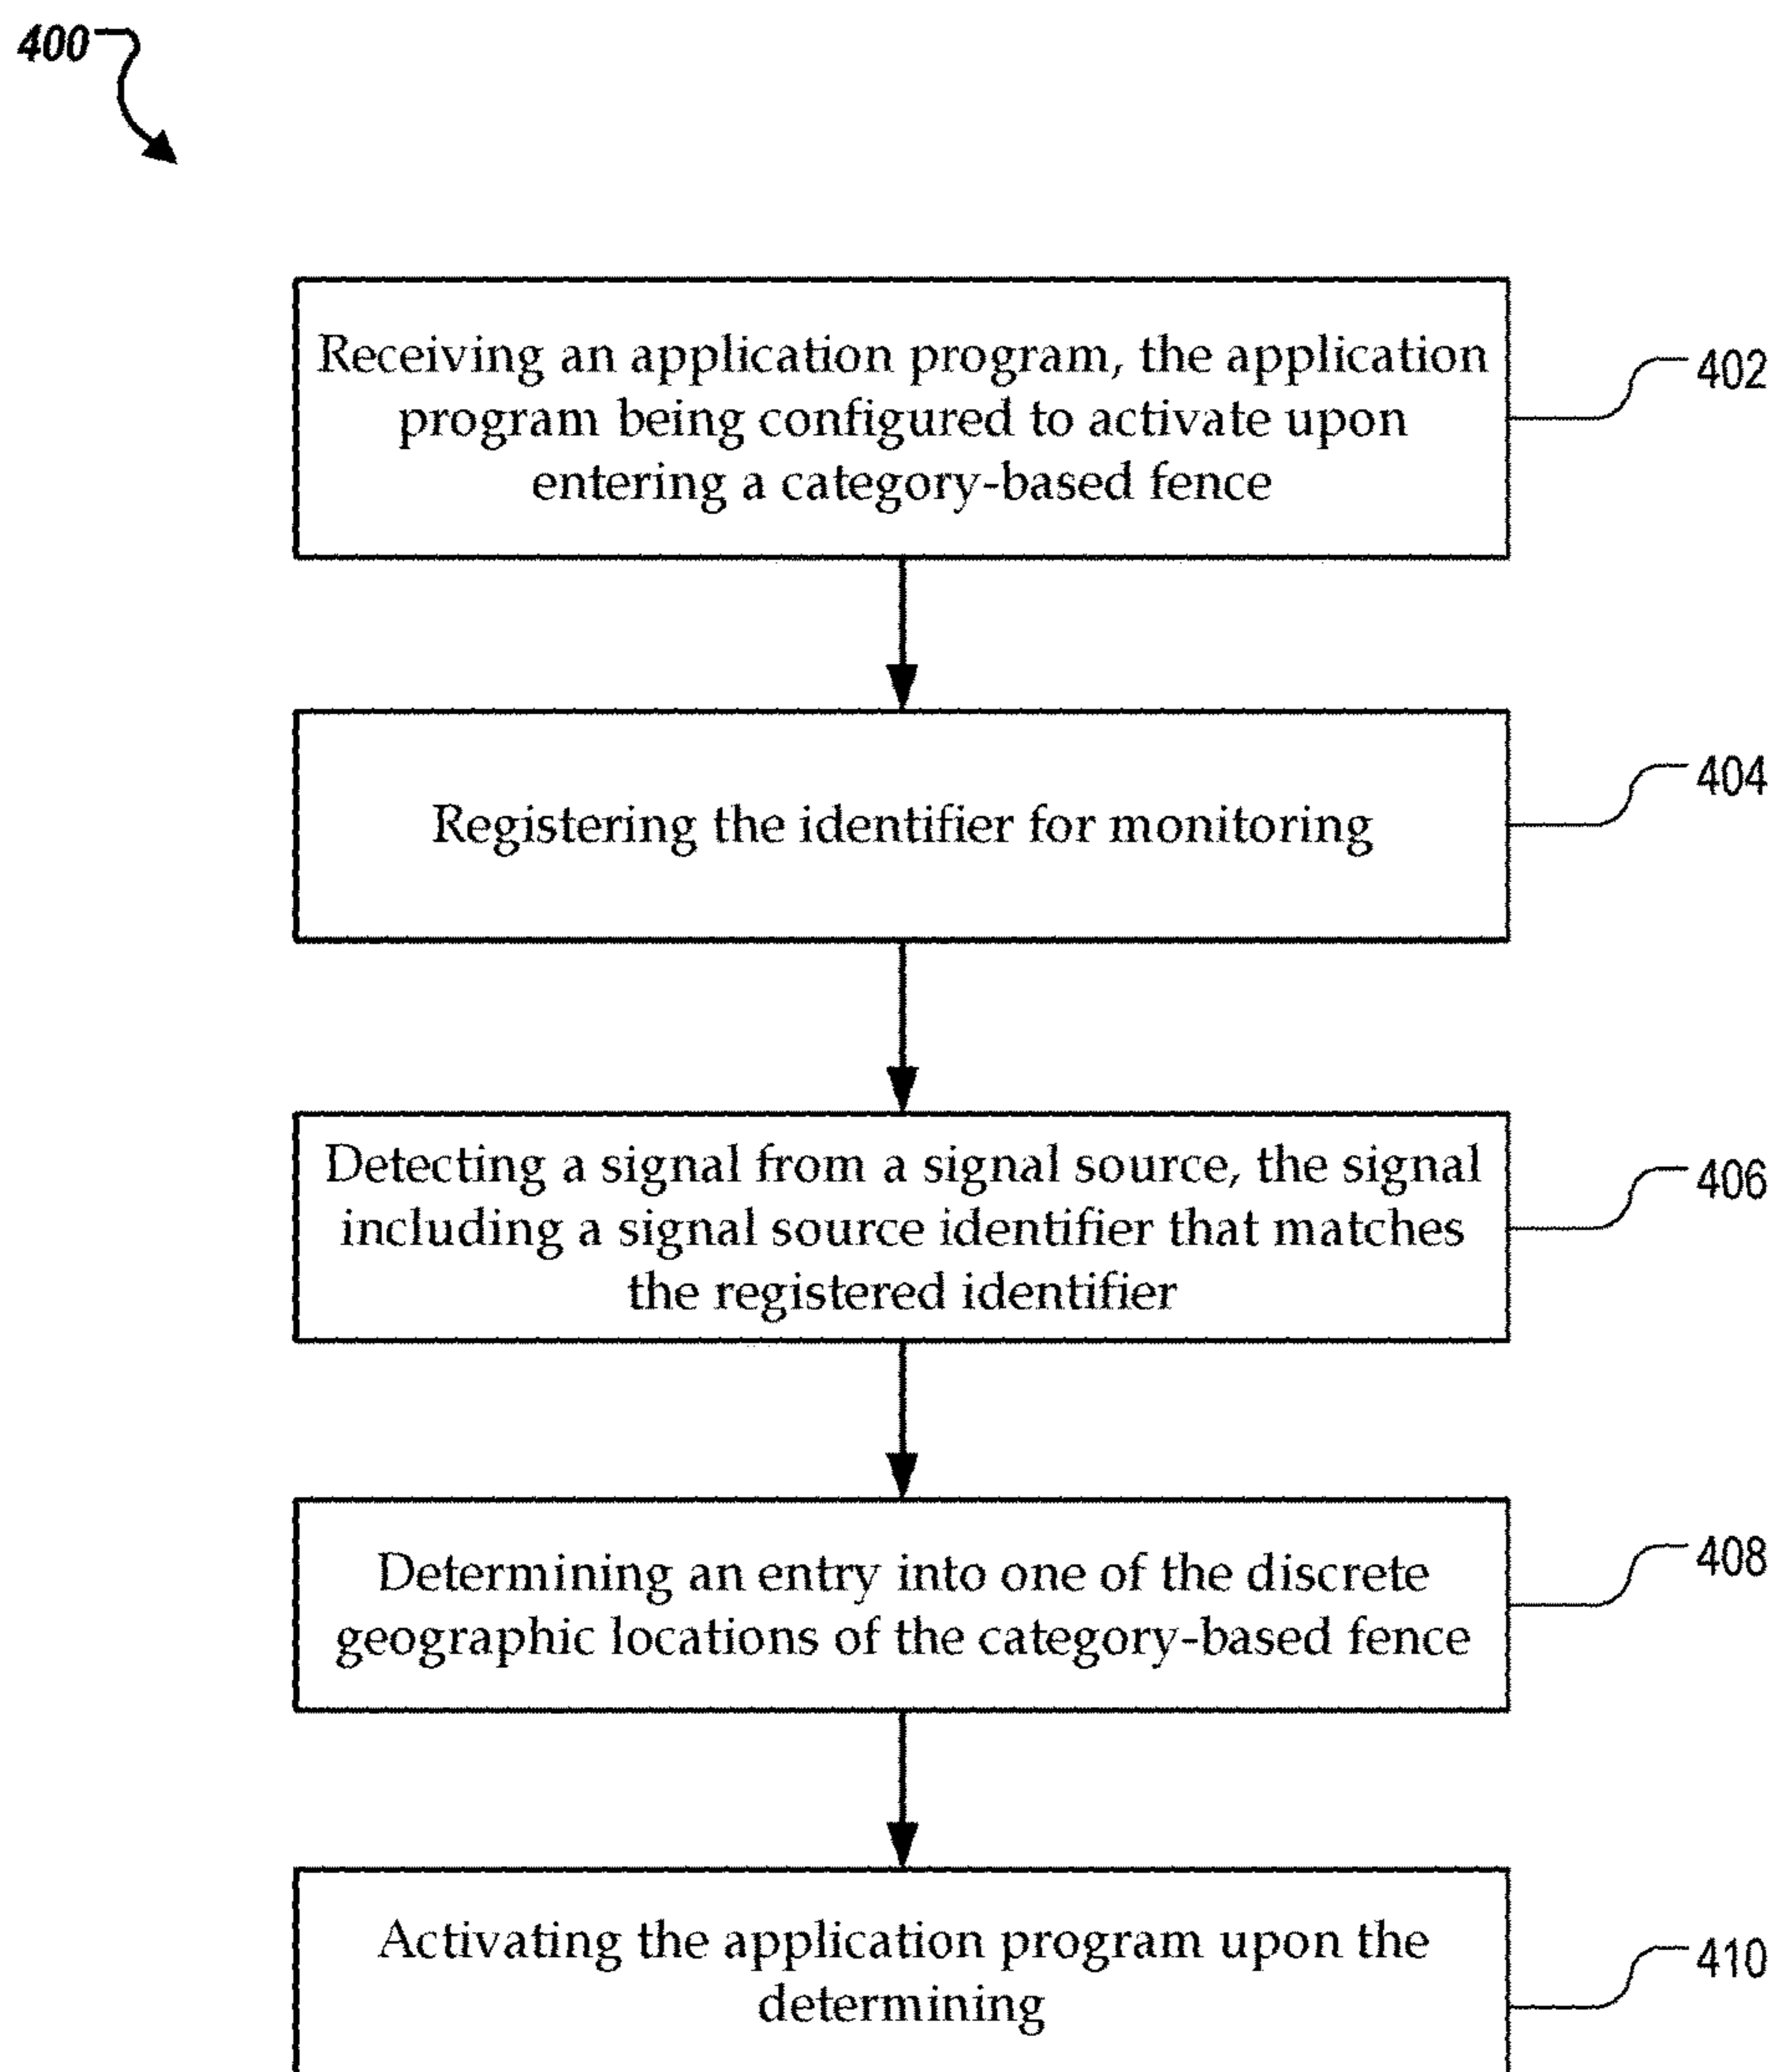 400
Receiving an application program, the application
program being configured to activate upon
entering a category-based fence
402
Registering the identifier for monitoring
404
Detecting a signal from a signal source, the signal
including a signal source identifier that matches
the registered identifier
406
Determining an entry into one of the discrete
geographic locations of the category-based fence
408
Activating the application program upon the
determining
410